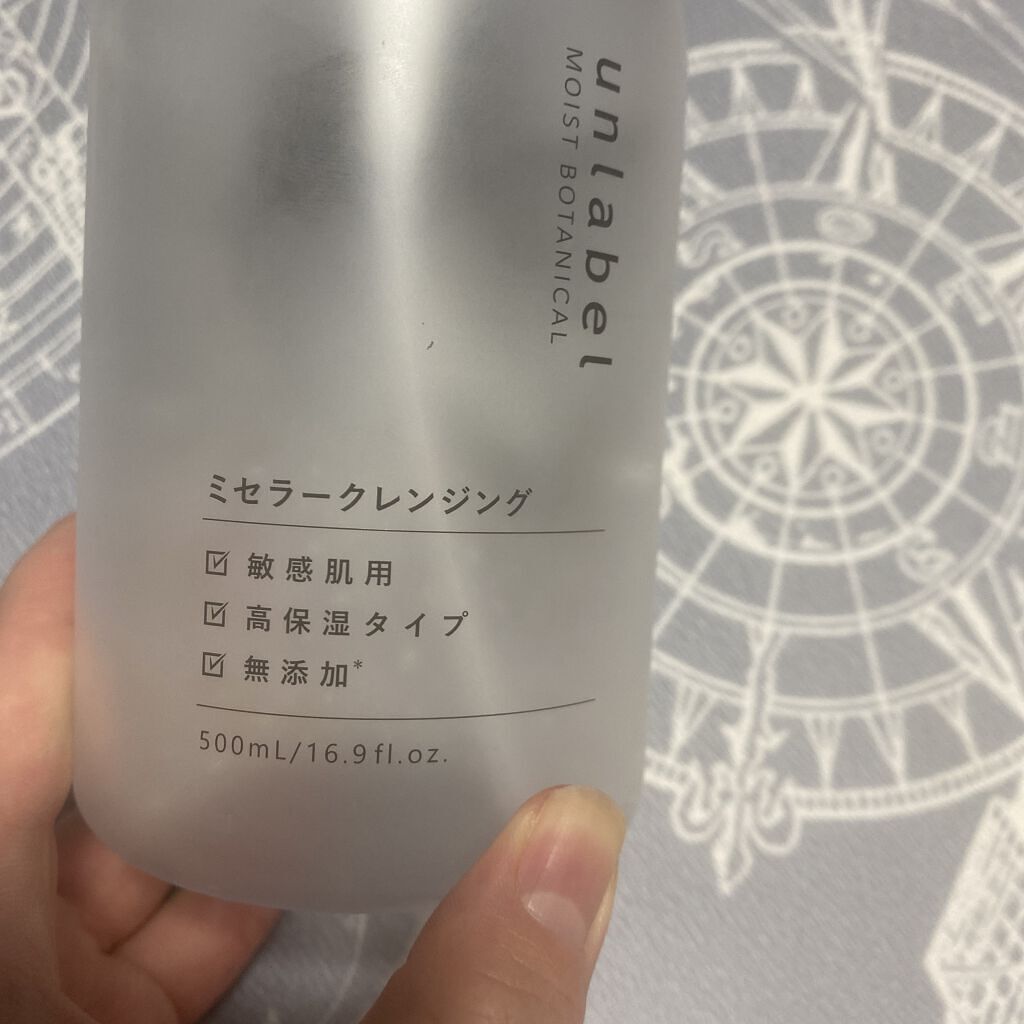 unlabel
MOIST BOTANICAL
ミセラークレンジング
☑ 敏感肌用
☑ 高保湿タイプ
☑ 無添加*
500mL/16.9fl.oz.